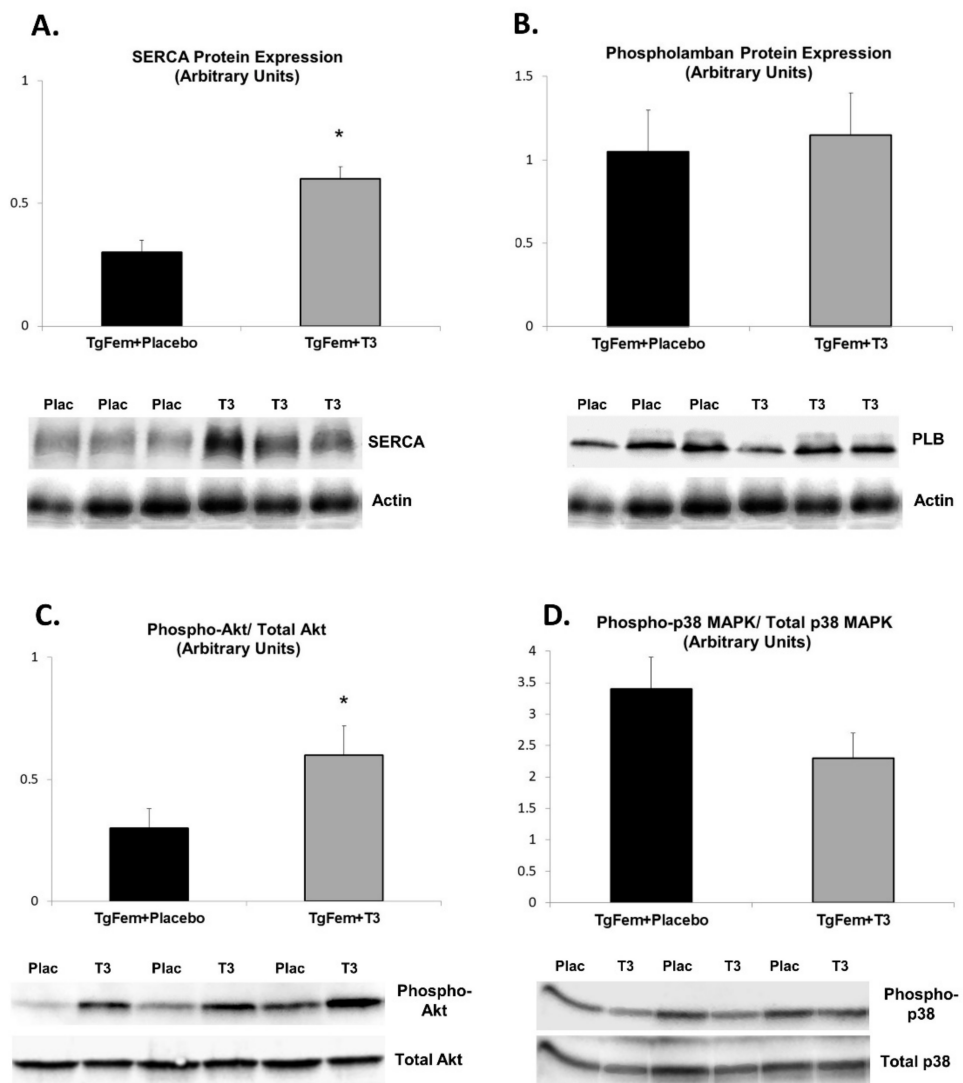 A.
SERCA Protein Expression
(Arbitrary Units)
1
*
0.5
0
TgFem+Placebo TgFem+T3
Plac Plac Plac T3 T3 T3
SERCA
Actin
B.
Phospholamban Protein Expression
(Arbitrary Units)
1.5
1
0.5
0
TgFem+Placebo TgFem+T3
Plac Plac Plac T3 T3 T3
PLB
Actin
C.
Phospho-Akt/ Total Akt
(Arbitrary Units)
1
*
0.5
0
TgFem+Placebo TgFem+T3
Plac T3 Plac T3 Plac T3
Phospho-
Akt
Total Akt
D.
Phospho-p38 MAPK/ Total p38 MAPK
(Arbitrary Units)
4
3.5
3
2.5
2
1.5
1
0.5
0
TgFem+Placebo TgFem+T3
Plac T3 Plac T3 Plac T3
Phospho-
p38
Total p38